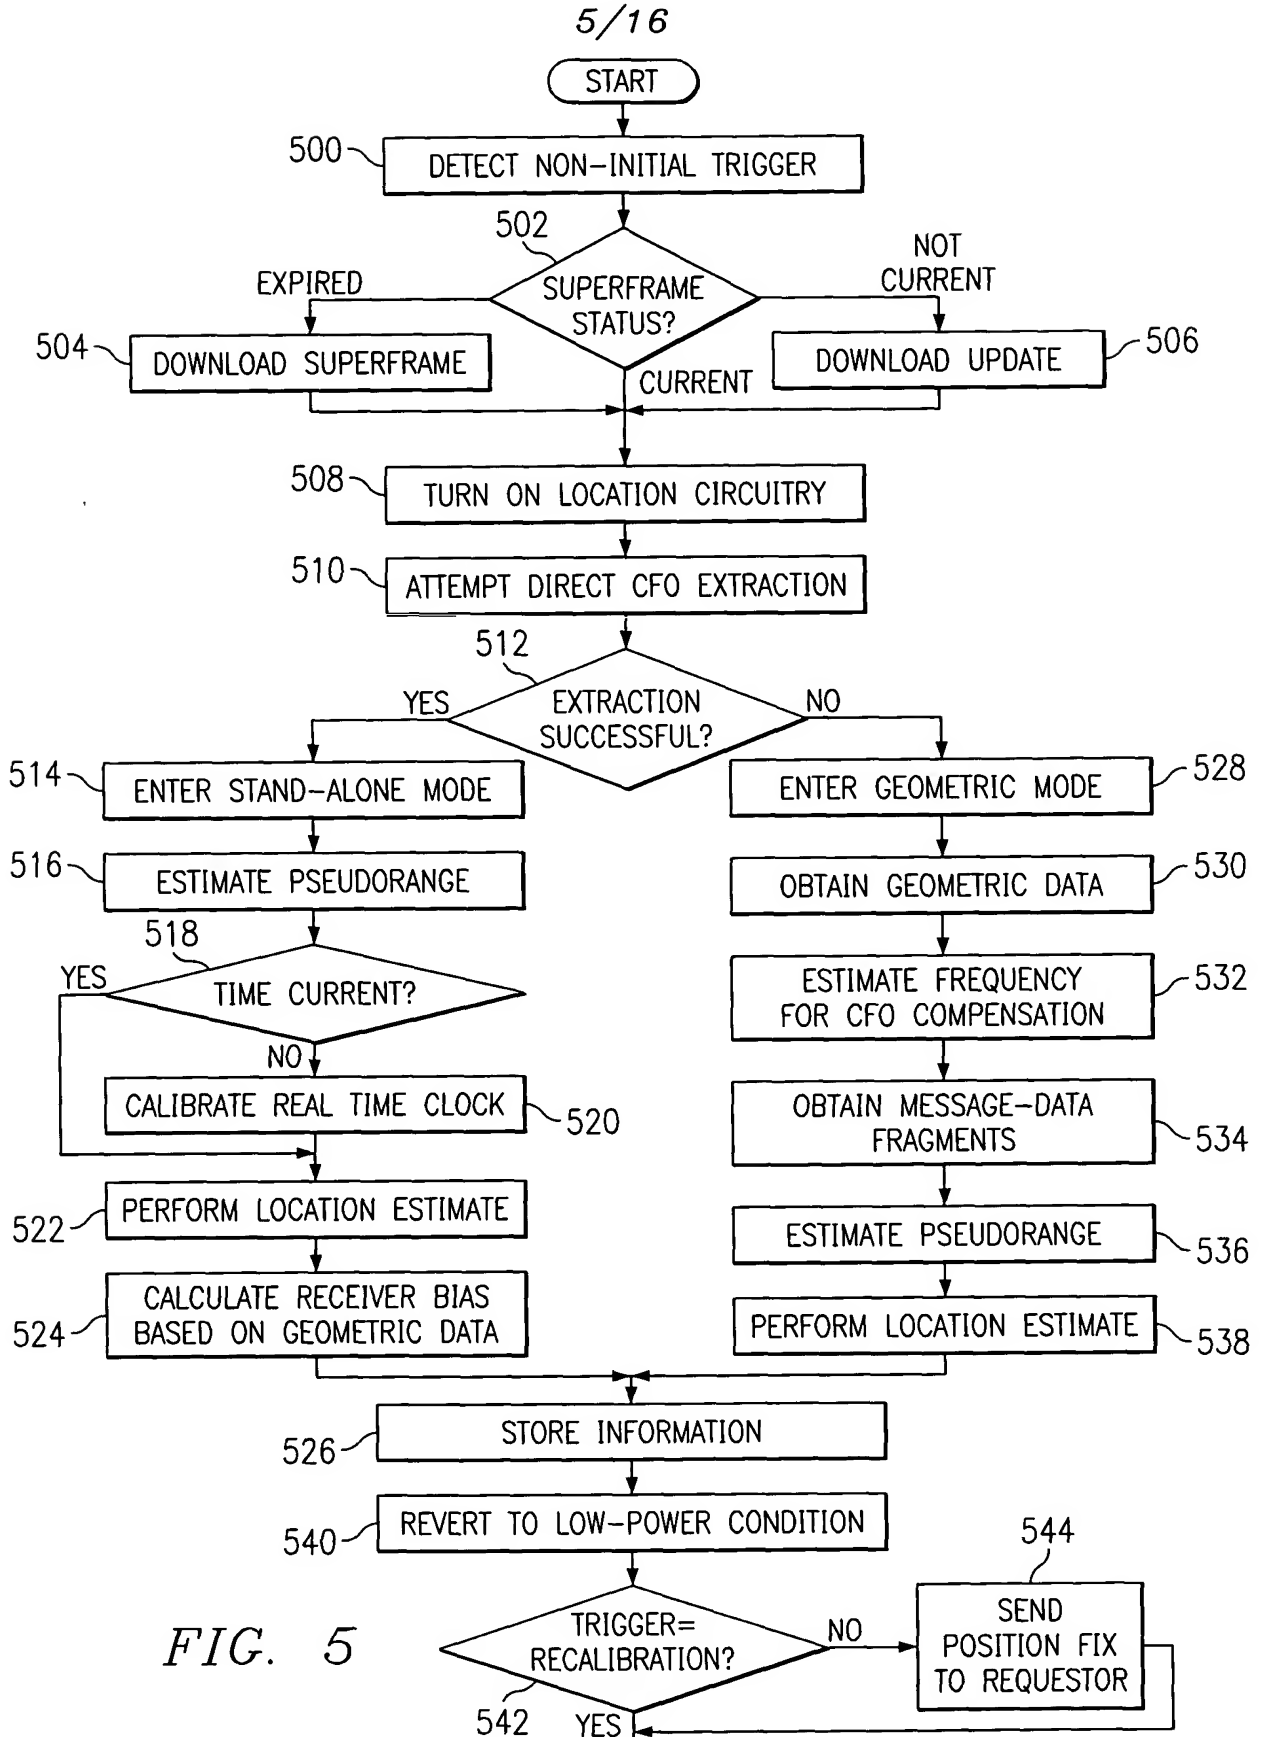 5/16
START
500
DETECT NON-INITIAL TRIGGER
502
SUPERFRAME
STATUS?
EXPIRED
NOT
CURRENT
504
DOWNLOAD SUPERFRAME
DOWNLOAD UPDATE
506
CURRENT
508
TURN ON LOCATION CIRCUITRY
510
ATTEMPT DIRECT CFO EXTRACTION
512
EXTRACTION
SUCCESSFUL?
YES
NO
514
ENTER STAND-ALONE MODE
516
ESTIMATE PSEUDORANGE
518
TIME CURRENT?
YES
NO
CALIBRATE REAL TIME CLOCK
520
522
PERFORM LOCATION ESTIMATE
524
CALCULATE RECEIVER BIAS
BASED ON GEOMETRIC DATA
ENTER GEOMETRIC MODE
528
OBTAIN GEOMETRIC DATA
530
ESTIMATE FREQUENCY
FOR CFO COMPENSATION
532
OBTAIN MESSAGE-DATA
FRAGMENTS
534
ESTIMATE PSEUDORANGE
536
PERFORM LOCATION ESTIMATE
538
526
STORE INFORMATION
540
REVERT TO LOW-POWER CONDITION
TRIGGER=
RECALIBRATION?
542
NO
YES
544
SEND
POSITION FIX
TO REQUESTOR
FIG. 5